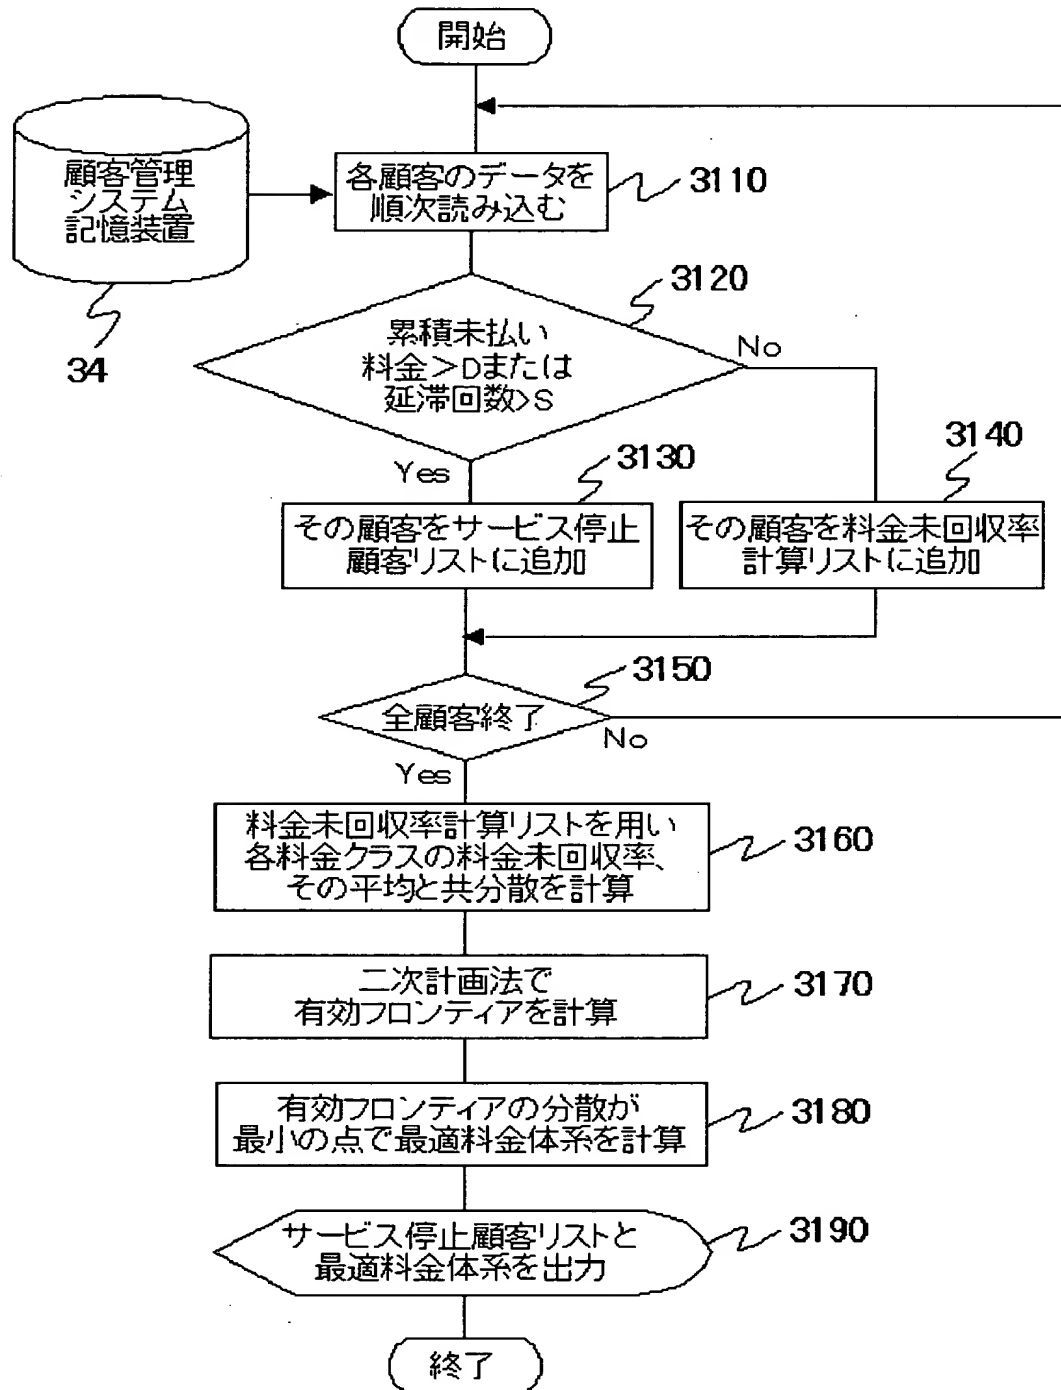 開始
顧客管理
システム
記憶装置
34
各顧客のデータを
順次読み込む
3110
累積未払い
料金>Dまたは
延滞回数>S
3120
No
Yes
3130
その顧客をサービス停止
顧客リストに追加
3140
その顧客を料金未回収率
計算リストに追加
全顧客終了
3150
No
Yes
料金未回収率計算リストを用い
各料金クラスの料金未回収率、
その平均と共分散を計算
3160
二次計画法で
有効フロンティアを計算
3170
有効フロンティアの分散が
最小の点で最適料金体系を計算
3180
サービス停止顧客リストと
最適料金体系を出力
3190
終了